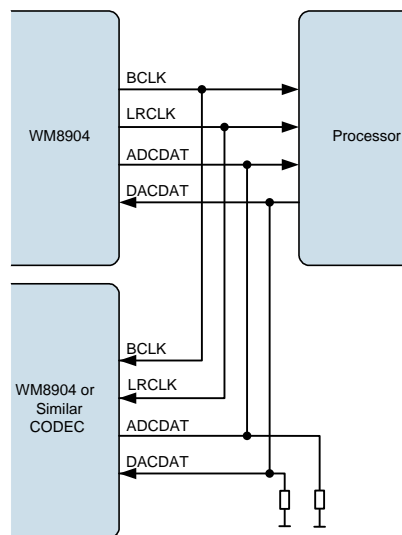 BCLK
LRCLK
WM8904
Processor
ADCDAT
DACDAT
BCLK
WM8904 or
Similar
CODEC
LRCLK
ADCDAT
DACDAT